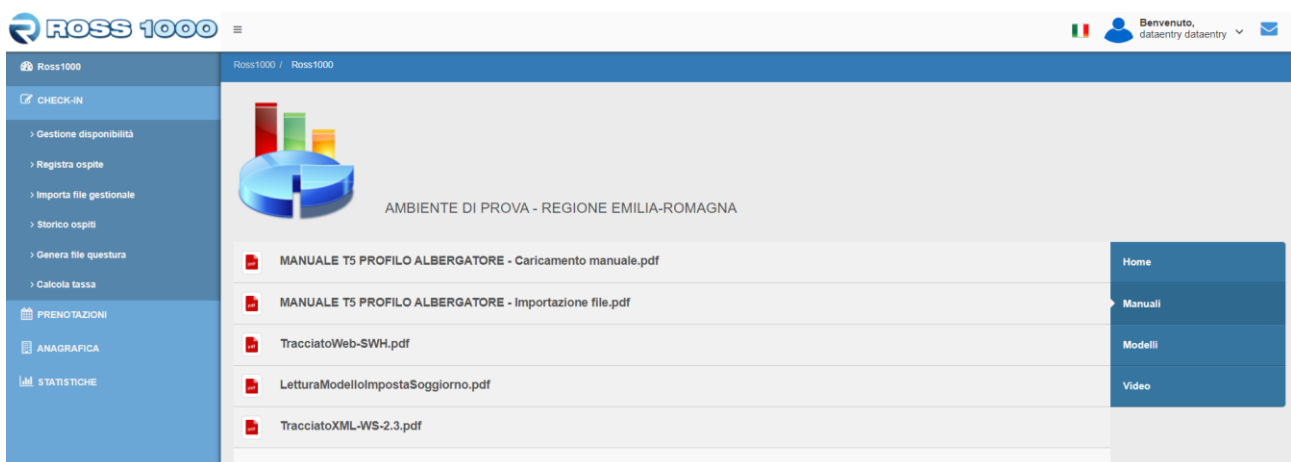 ROSS 1000
Benvenuto,
dataentry dataentry
Ross1000
CHECK-IN
> Gestione disponibilità
> Registra ospite
> Importa file gestionale
> Storico ospiti
> Genera file questura
> Calcola tassa
PRENOTAZIONI
ANAGRAFICA
STATISTICHE
Ross1000 / Ross1000
AMBIENTE DI PROVA - REGIONE EMILIA-ROMAGNA
MANUALE T5 PROFILO ALBERGATORE - Caricamento manuale.pdf
MANUALE T5 PROFILO ALBERGATORE - Importazione file.pdf
TracciatoWeb-SWH.pdf
LetturaModelloImpostaSoggiorno.pdf
TracciatoXML-WS-2.3.pdf
Home
Manuali
Modelli
Video